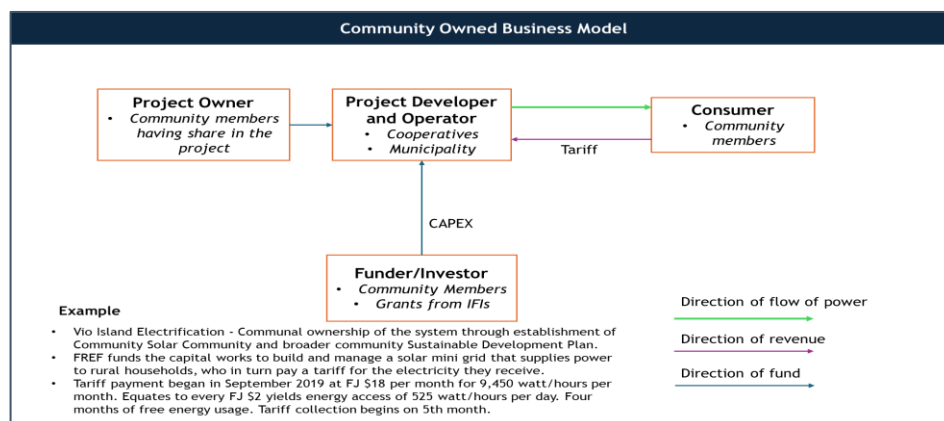 Community Owned Business Model
Project Owner
• Community members
having share in the
project
Project Developer
and Operator
• Cooperatives
• Municipality
Consumer
• Community
members
Tariff
CAPEX
Funder/Investor
• Community Members
• Grants from IFIs
Example
• Vio Island Electrification - Communal ownership of the system through establishment of
Community Solar Community and broader community Sustainable Development Plan.
• FREF funds the capital works to build and manage a solar mini grid that supplies power
to rural households, who in turn pay a tariff for the electricity they receive.
• Tariff payment began in September 2019 at FJ $18 per month for 9,450 watt/hours per
month. Equates to every FJ $2 yields energy access of 525 watt/hours per day. Four
months of free energy usage. Tariff collection begins on 5th month.
Direction of flow of power
Direction of revenue
Direction of fund